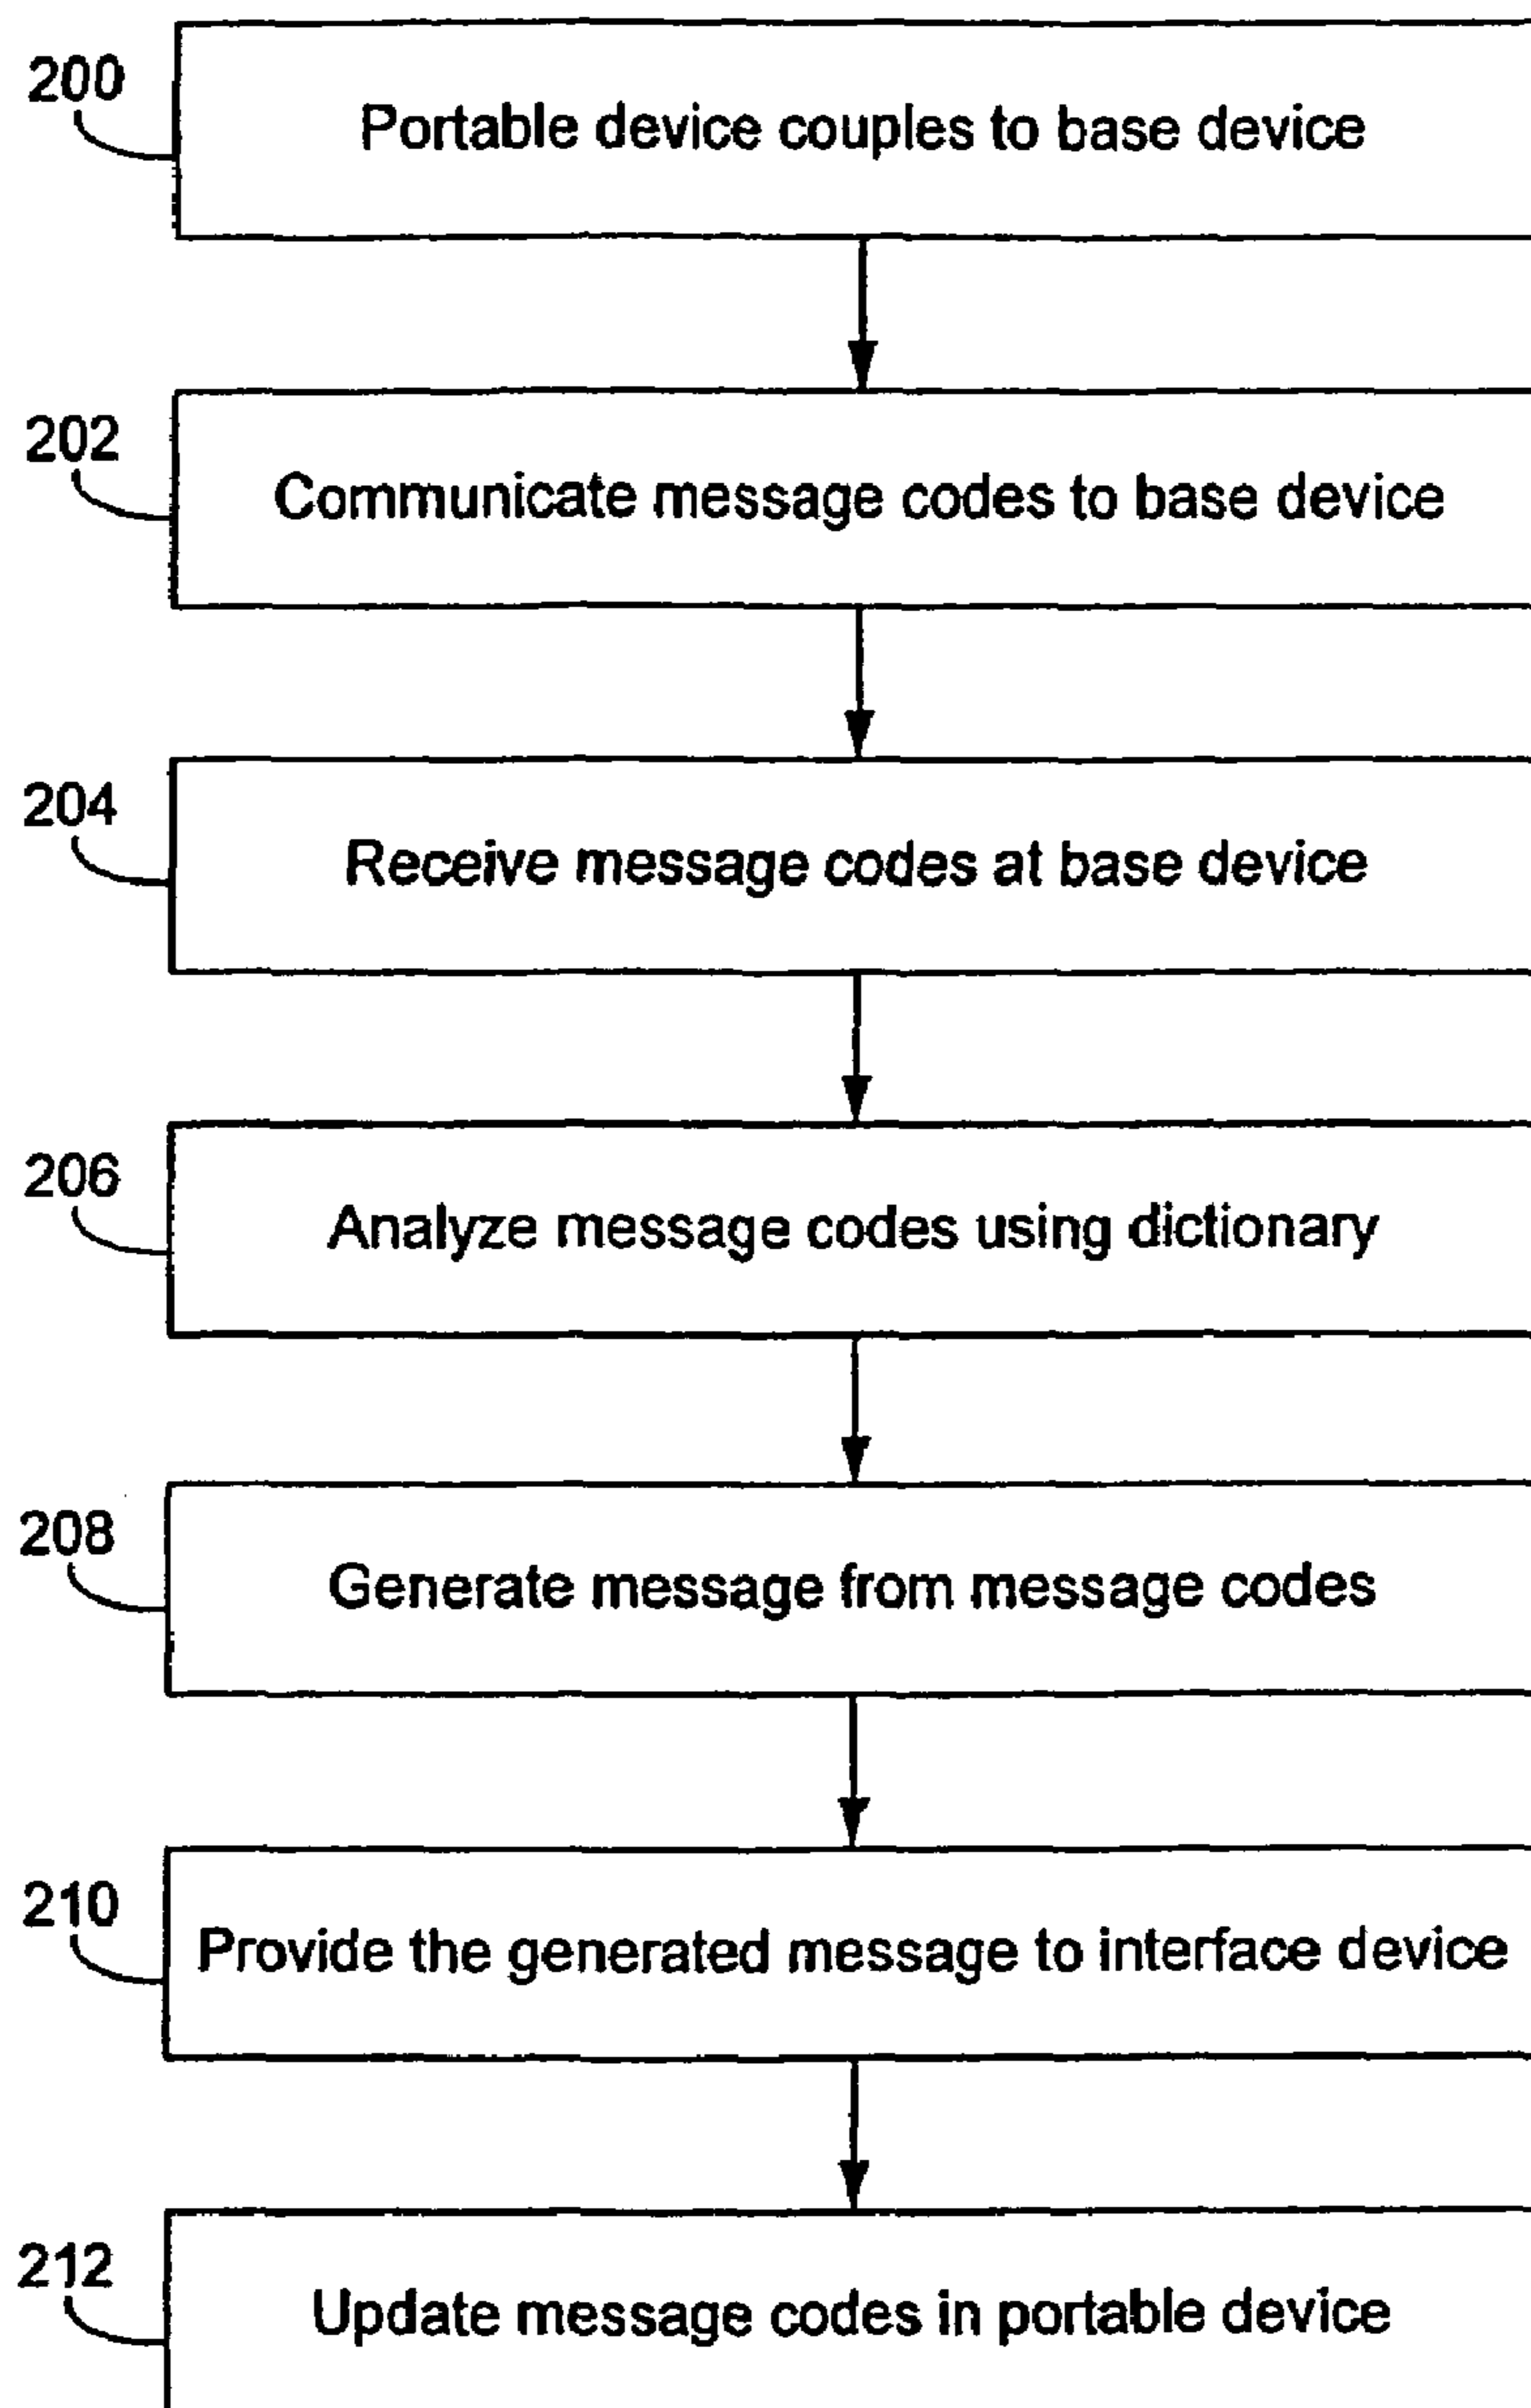 200
Portable device couples to base device
202
Communicate message codes to base device
204
Receive message codes at base device
206
Analyze message codes using dictionary
208
Generate message from message codes
210
Provide the generated message to interface device
212
Update message codes in portable device